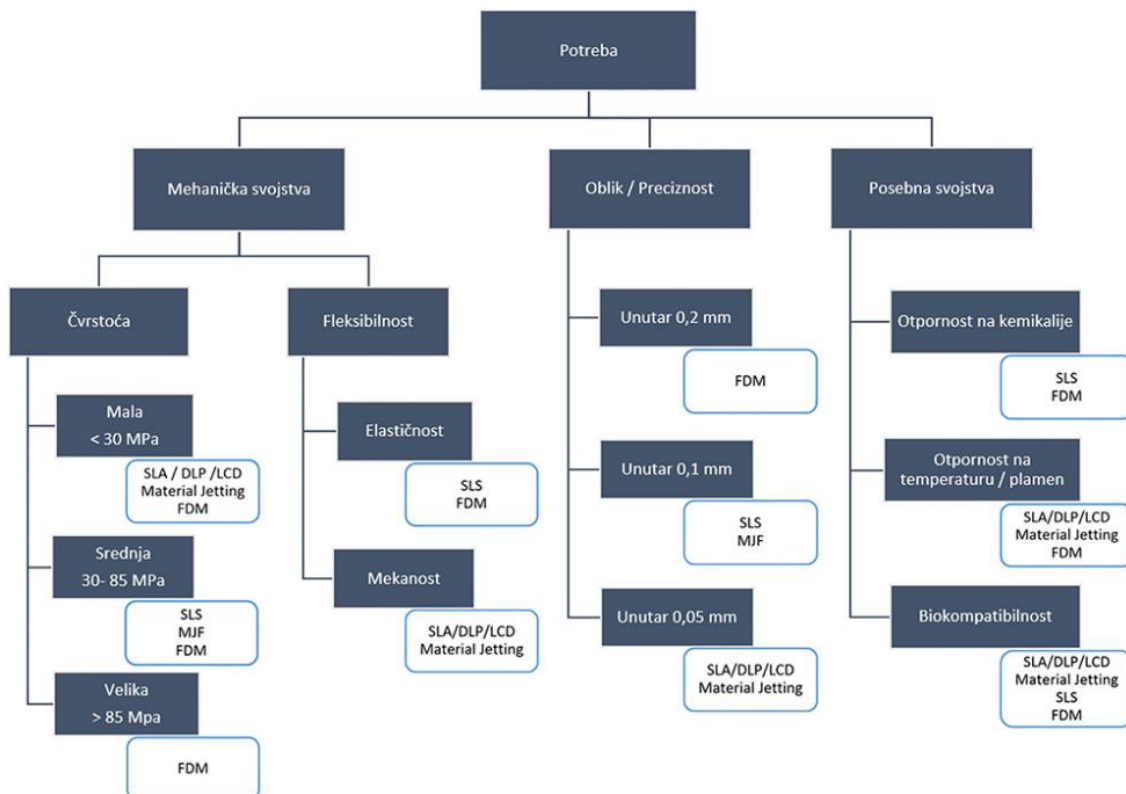 Potreba
Mehanička svojstva
Oblik / Preciznost
Posebna svojstva
Čvrstoća
Fleksibilnost
Mala
< 30 MPa
SLA / DLP /LCD
Material Jetting
FDM
Srednja
30- 85 MPa
SLS
MJF
FDM
Velika
> 85 Mpa
FDM
Elastičnost
SLS
FDM
Mekanost
SLA/DLP/LCD
Material Jetting
Unutar 0,2 mm
FDM
Unutar 0,1 mm
SLS
MJF
Unutar 0,05 mm
SLA/DLP/LCD
Material Jetting
Otpornost na kemikalije
SLS
FDM
Otpornost na
temperaturu / plamen
SLA/DLP/LCD
Material Jetting
FDM
Biokompatibilnost
SLA/DLP/LCD
Material Jetting
SLS
FDM